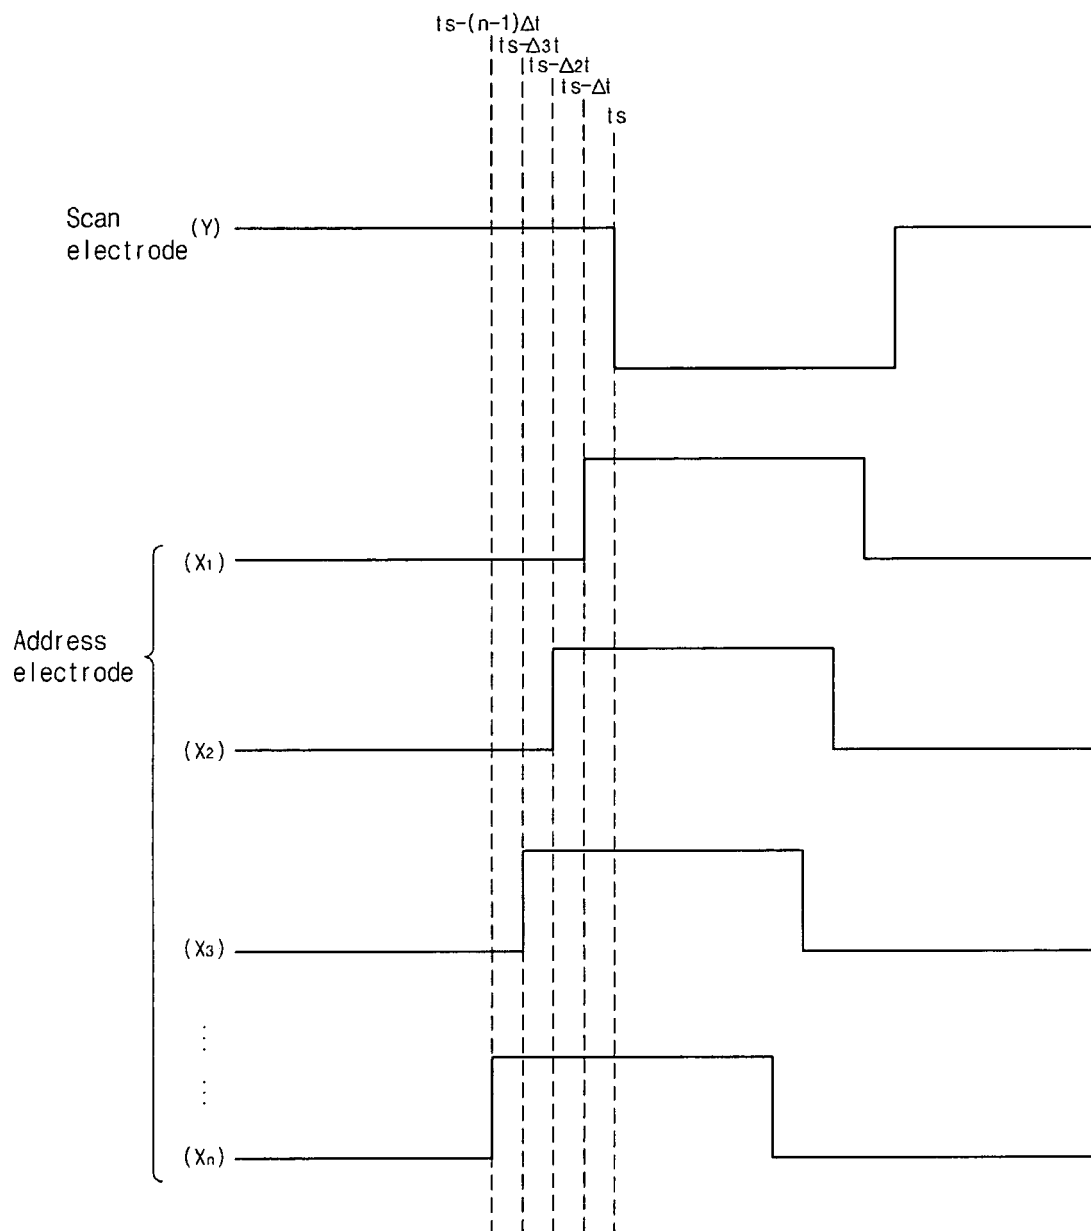 ts-(n-1)Δt
ts-Δ3t
ts-Δ2t
ts-Δt
ts
Scan
electrode
(Y)
(X1)
Address
electrode
(X2)
(X3)
(Xn)